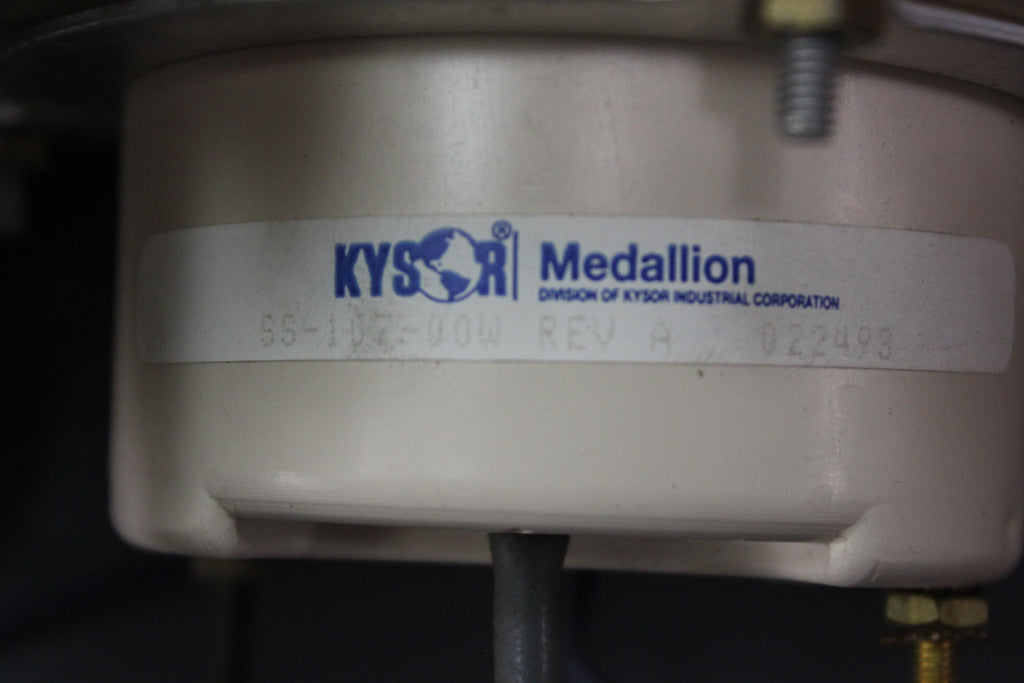 KYSOR® Medallion
DIVISION OF KYSOR INDUSTRIAL CORPORATION
REV A 022493